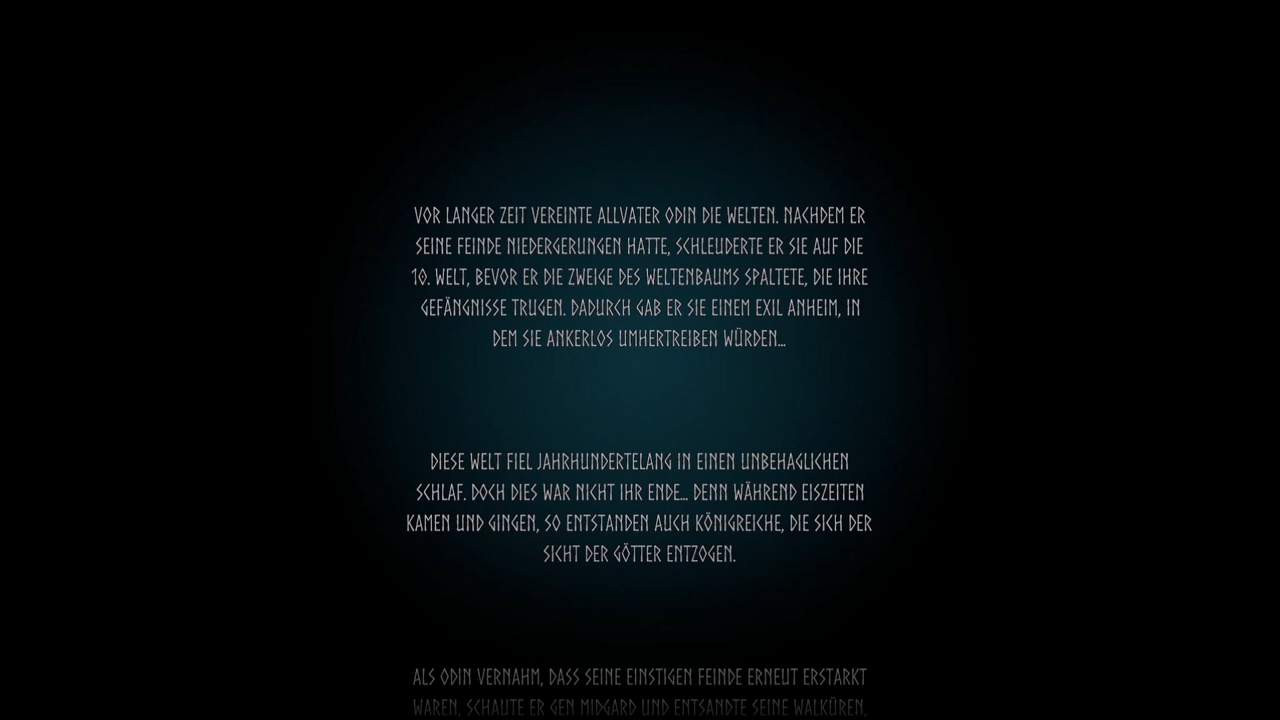 VOR LANGER ZEIT VEREINTE ALLVATER ODIN DIE WELTEN. NACHDEM ER
SEINE FEINDE NIEDERGERUNGEN HATTE, SCHLEUDERTE ER SIE AUF DIE
10. WELT, BEVOR ER DIE ZWEIGE DES WELTENBAUMS SPALTETE, DIE IHRE
GEFÄNGNISSE TRUGEN. DADURCH GAB ER SIE EINEM EXIL ANHEIM, IN
DEM SIE ANKERLOS UMHERTREIBEN WÜRDEN...
DIESE WELT FIEL JAHRHUNDERTELANG IN EINEN UNBEHAGLICHEN
SCHLAF. DOCH DIES WAR NICHT IHR ENDE... DENN WÄHREND EISZEITEN
KAMEN UND GINGEN, SO ENTSTANDEN AUCH KÖNIGREICHE, DIE SICH DER
SICHT DER GÖTTER ENTZOGEN.
ALS ODIN VERNAHM, DASS SEINE EINSTIGEN FEINDE ERNEUT ERSTARKT
WAREN, SCHAUTE ER GEN MIDGARD UND ENTSANDTE SEINE WALKÜREN,